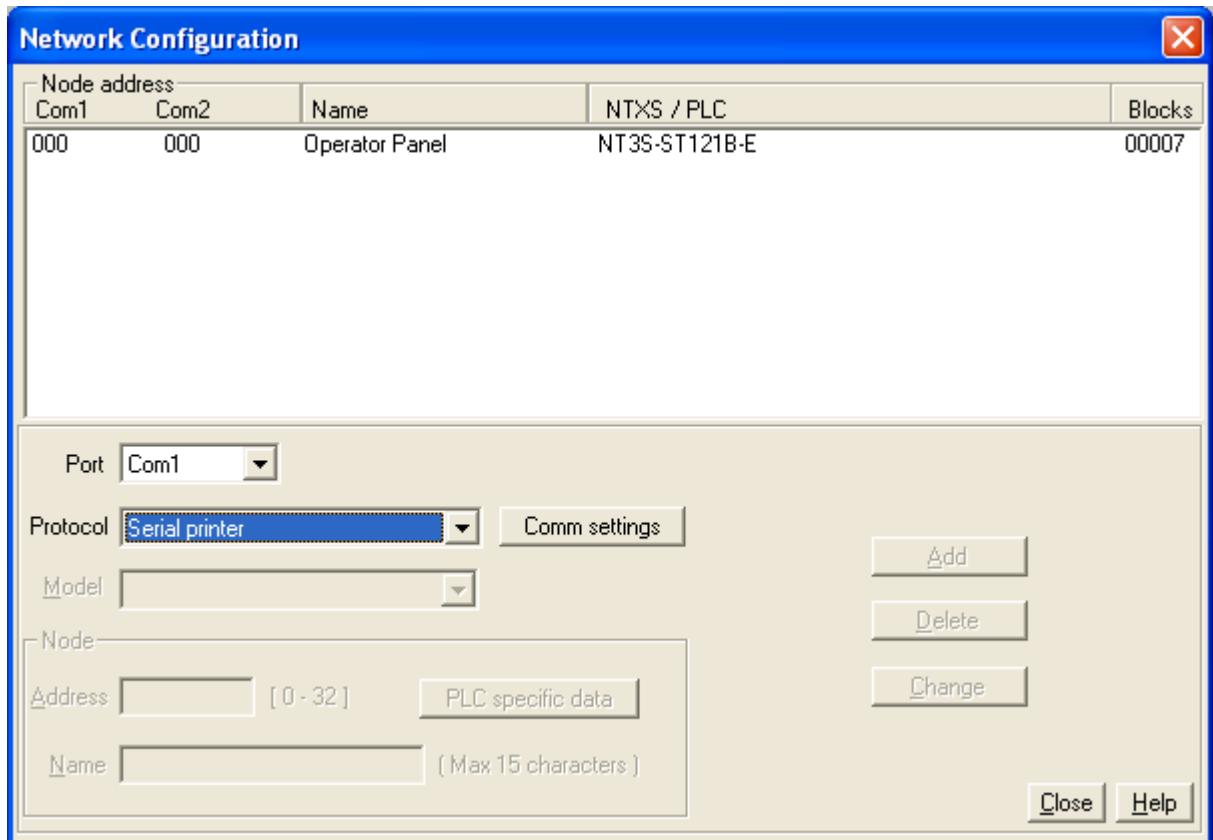 Network Configuration
Node address
Com1 Com2 Name NTXS / PLC Blocks
000 000 Operator Panel NT3S-ST121B-E 00007
Port Com1
Protocol Serial printer Comm settings
Add
Model
Delete
Node
Change
Address [ 0 - 32 ] PLC specific data
Name ( Max 15 characters )
Close Help